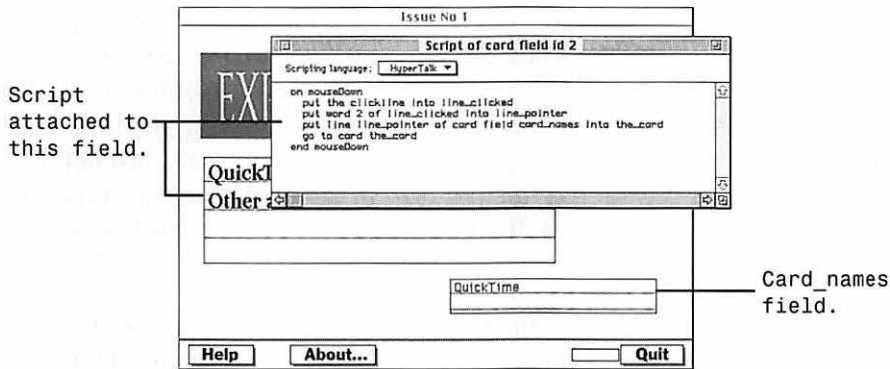 Issue No 1
Script of card field id 2
Scripting language: HyperTalk
on mouseDown
put the clickline into line_clicked
put word 2 of line_clicked into line_pointer
put line line_pointer of card field card_names into the_card
go to card the_card
end mouseDown
Script
attached to
this field.
EXP
QuickT
Other a
QuickTime
Card_names
field.
Help
About...
Quit